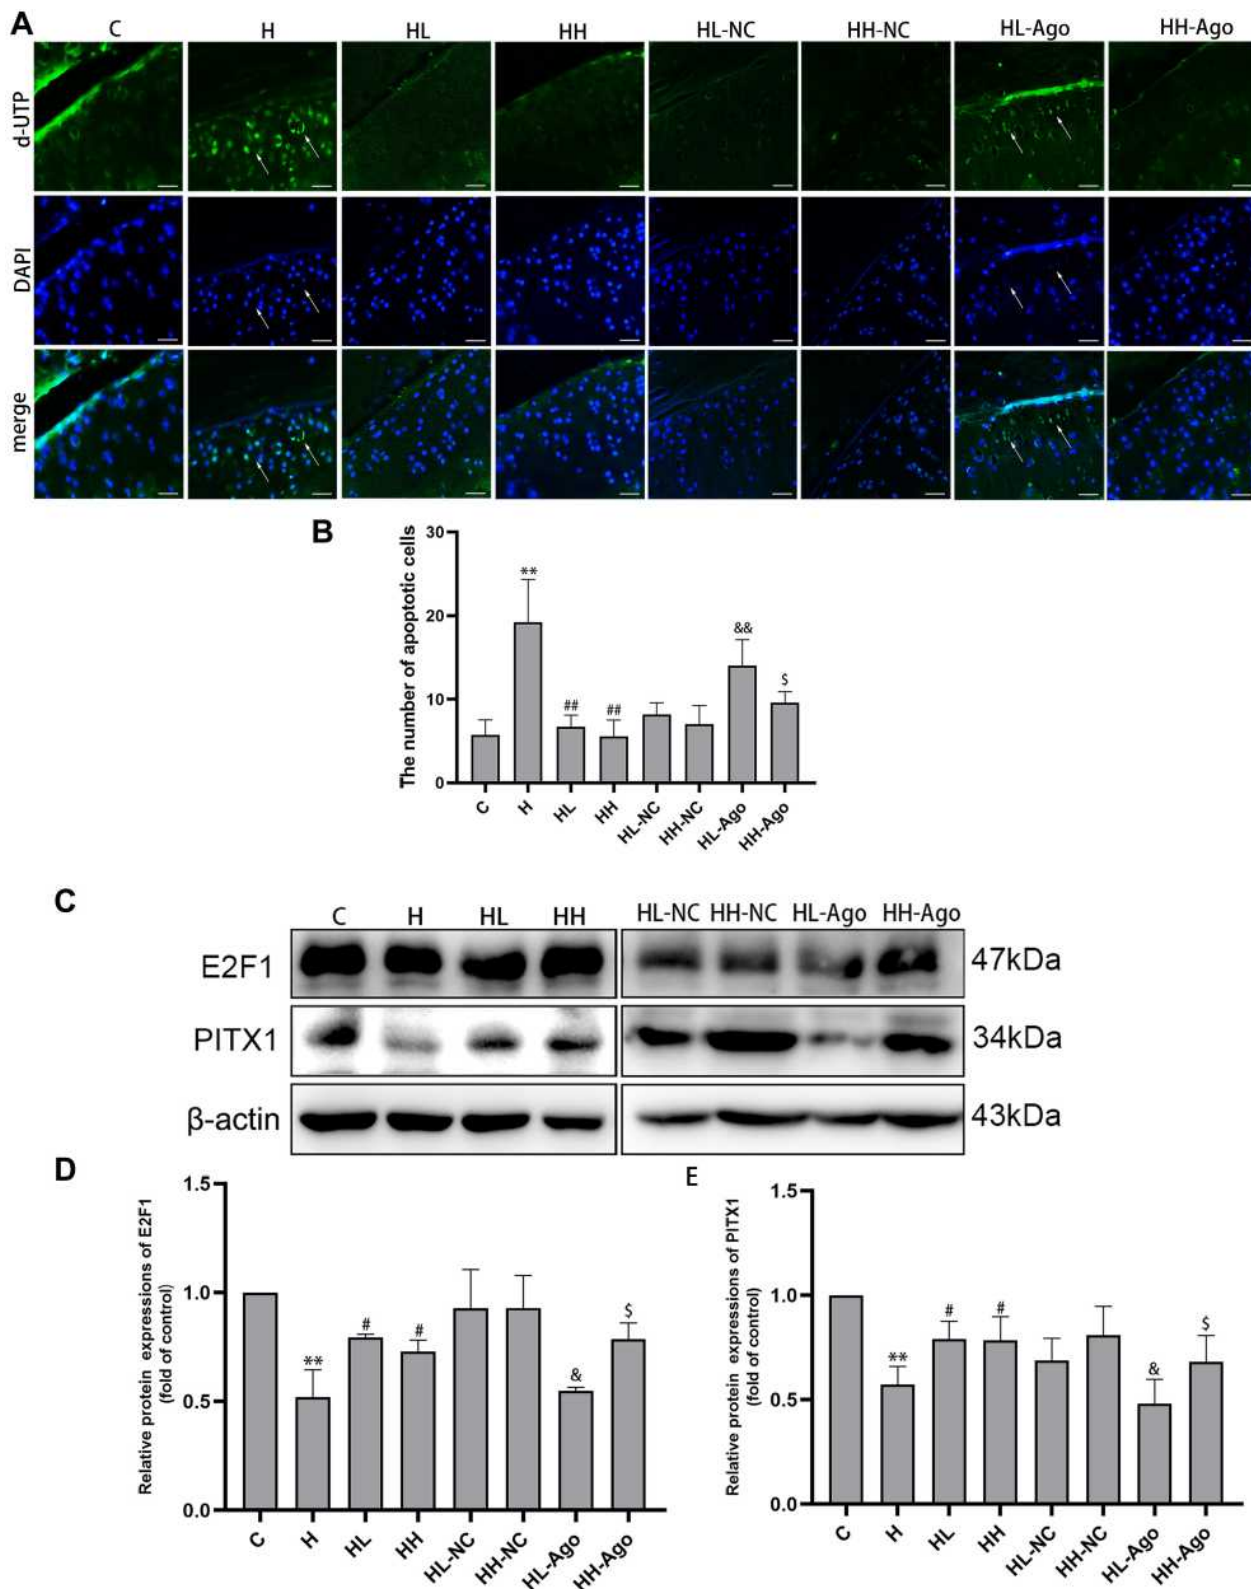 A
C H HL HH HL-NC HH-NC HL-Ago HH-Ago
d-UTP
DAPI
merge
B
The number of apoptotic cells
30
20
10
0
**
##
##
&&
$
C H HL HH HL-NC HH-NC HL-Ago HH-Ago
C
C H HL HH HL-NC HH-NC HL-Ago HH-Ago
E2F1 47kDa
PITX1 34kDa
β-actin 43kDa
D
Relative protein expressions of E2F1
(fold of control)
1.5
1.0
0.5
0.0
**
#
#
&
$
C H HL HH HL-NC HH-NC HL-Ago HH-Ago
E
Relative protein expressions of PITX1
(fold of control)
1.5
1.0
0.5
0.0
**
#
#
&
$
C H HL HH HL-NC HH-NC HL-Ago HH-Ago